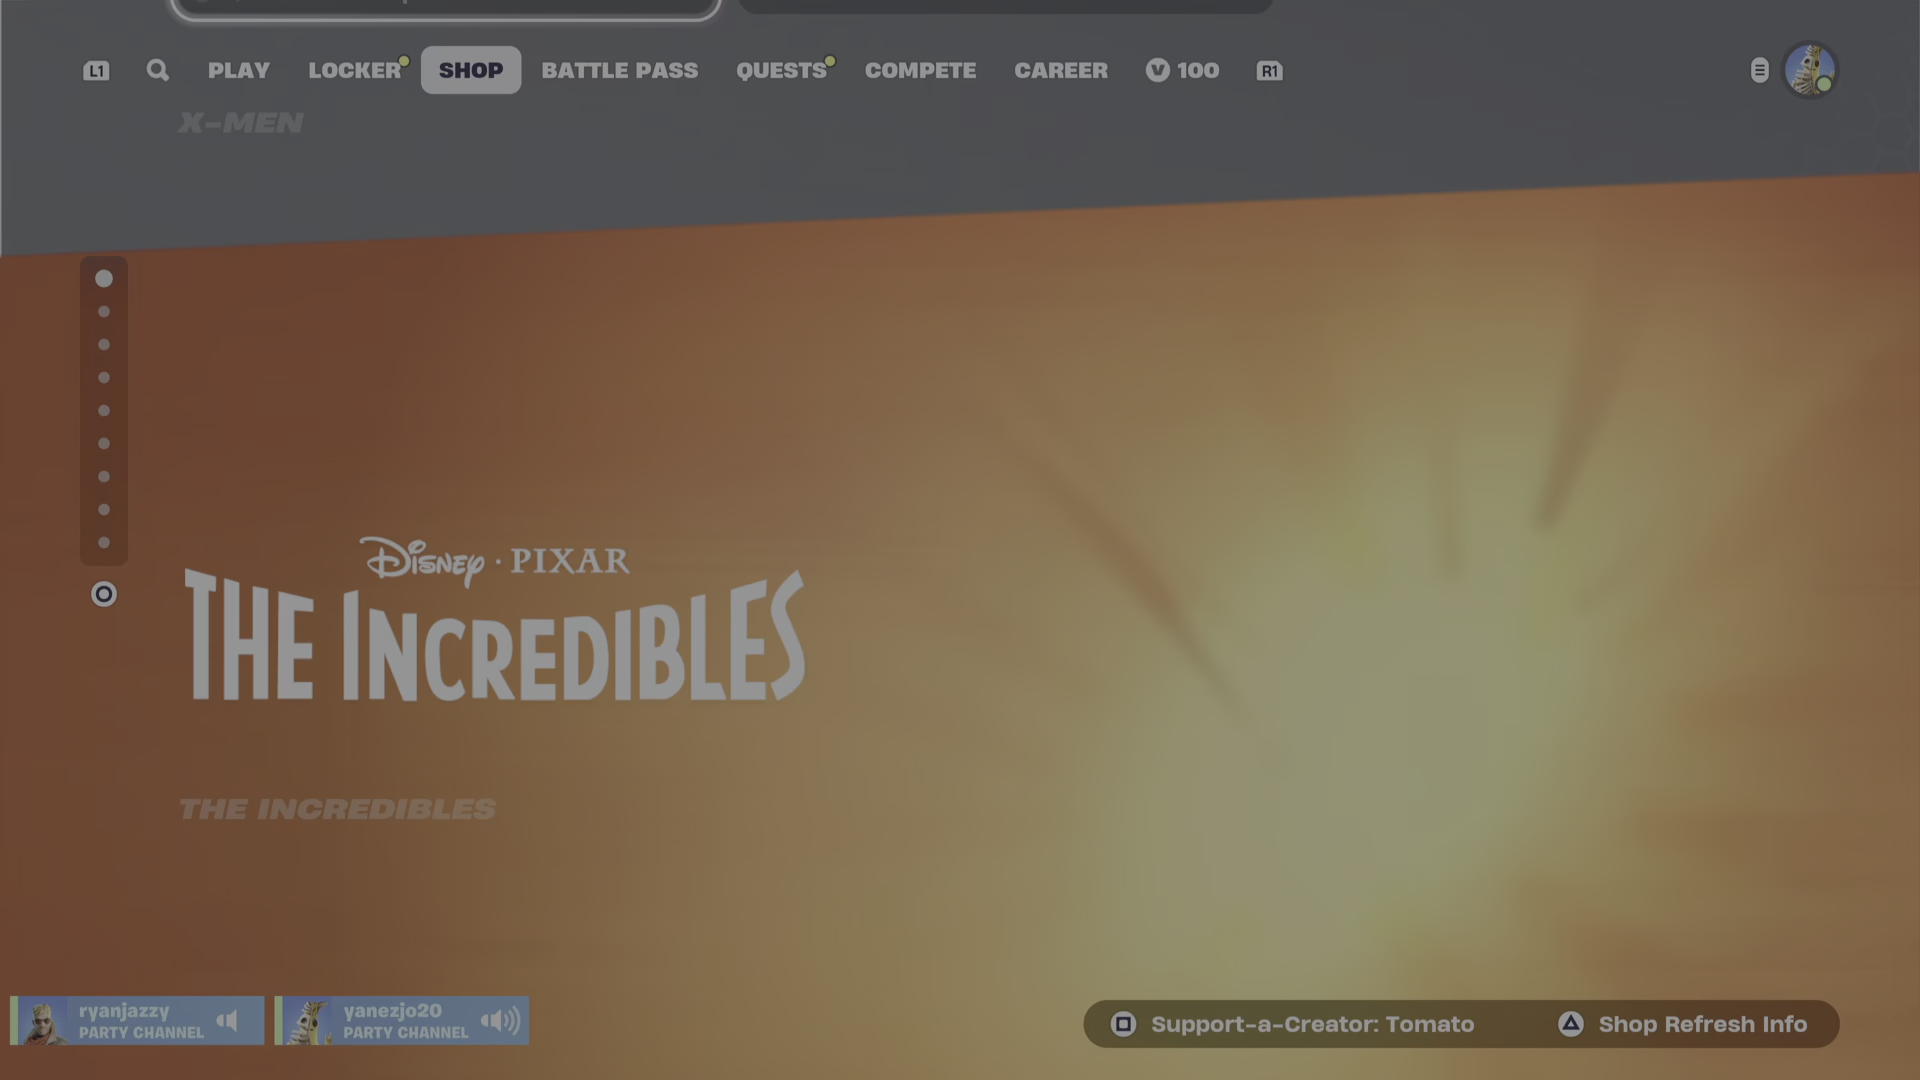 L1 PLAY LOCKER SHOP BATTLE PASS QUESTS COMPETE CAREER V 100 R1
X-MEN
Disney · PIXAR
THE INCREDIBLES
THE INCREDIBLES
ryanjazzy
PARTY CHANNEL
yanezjo20
PARTY CHANNEL
Support-a-Creator: Tomato
Shop Refresh Info